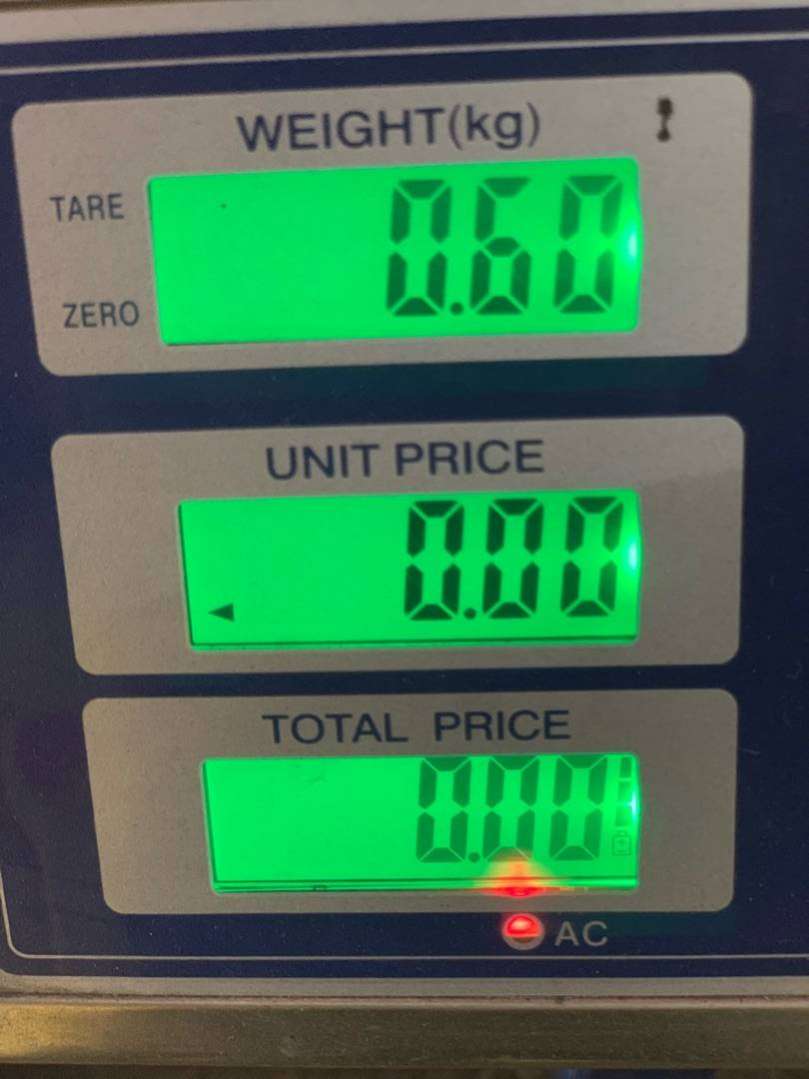 WEIGHT(kg)
TARE
0.60
ZERO
UNIT PRICE
0.00
TOTAL PRICE
0.00
AC